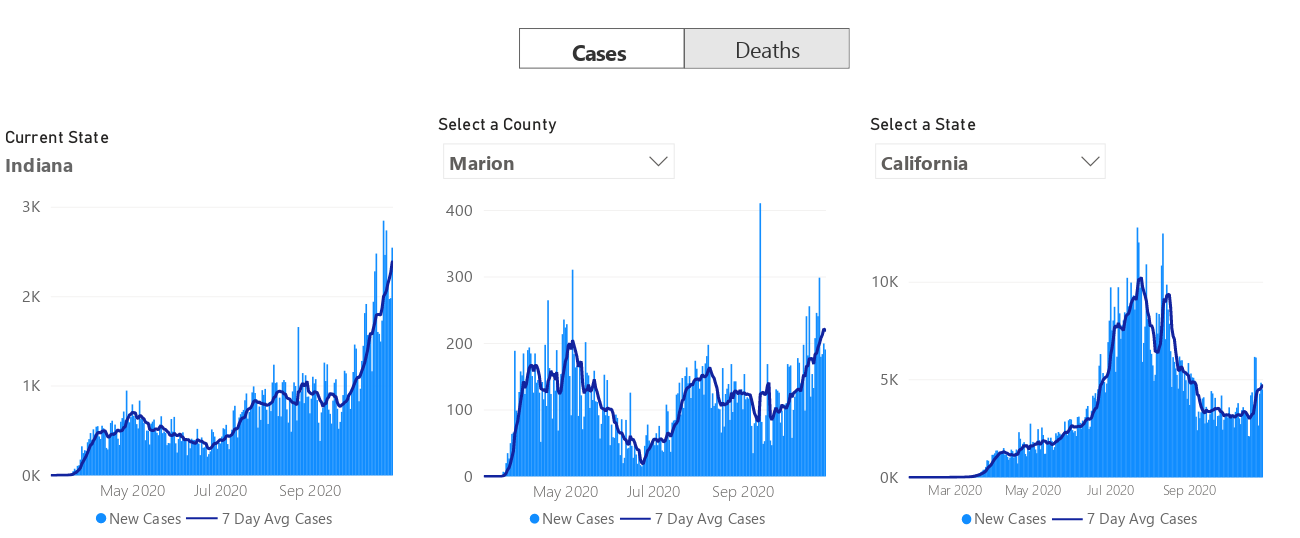 Cases Deaths
Current State
Indiana
3K
2K
1K
0K
May 2020 Jul 2020 Sep 2020
New Cases 7 Day Avg Cases
Select a County
Marion
400
300
200
100
0
May 2020 Jul 2020 Sep 2020
New Cases 7 Day Avg Cases
Select a State
California
10K
5K
0K
Mar 2020 May 2020 Jul 2020 Sep 2020
New Cases 7 Day Avg Cases